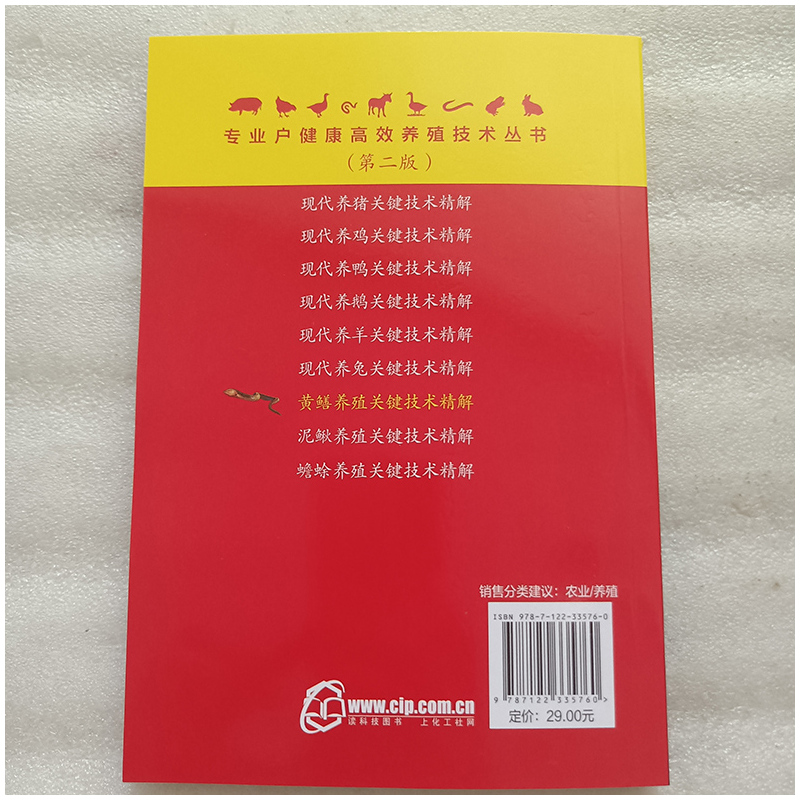 专业户健康高效养殖技术丛书
（第二版）
现代养猪关键技术精解
现代养鸡关键技术精解
现代养鸭关键技术精解
现代养鹅关键技术精解
现代养羊关键技术精解
现代养兔关键技术精解
黄鳝养殖关键技术精解
泥鳅养殖关键技术精解
蟾蜍养殖关键技术精解
销售分类建议：农业/养殖
ISBN 978-7-122-33576-0
9 787122 335760>
定价：29.00元
www.cip.com.cn
读科技图书 上化工社网